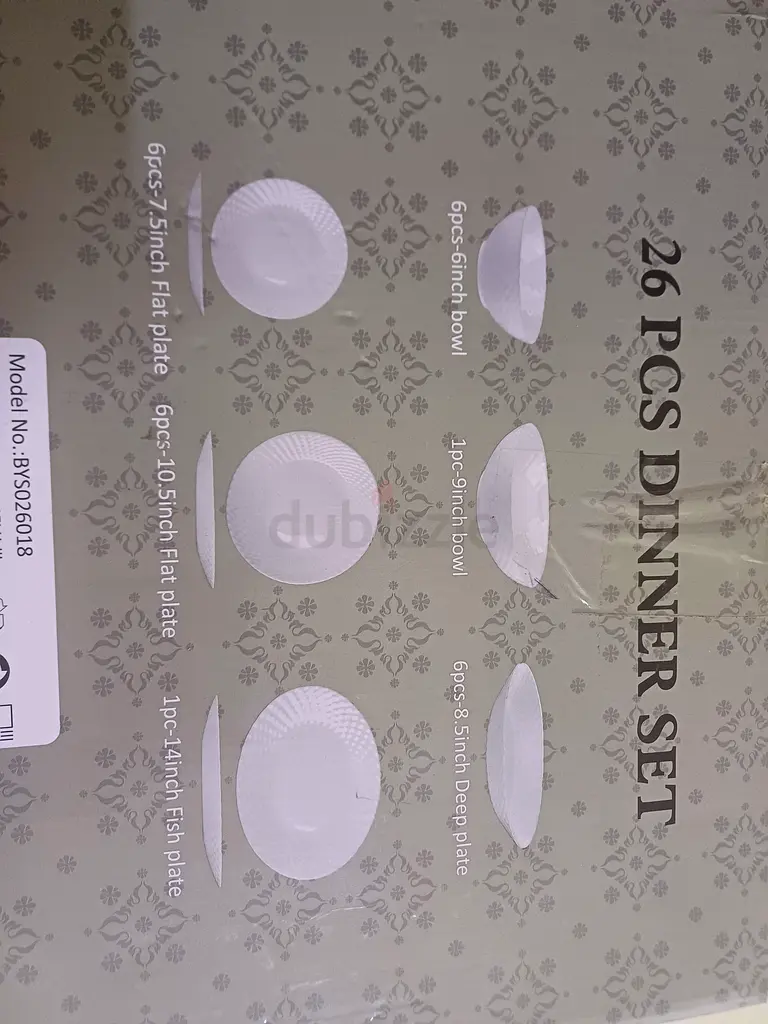 26 PCS DINNER SET
6pcs-6inch bowl
1pc-9inch bowl
6pcs-8.5inch Deep plate
6pcs-7.5inch Flat plate
6pcs-10.5inch Flat plate
1pc-14inch Fish plate
Model No.:BYS026018
dubizzle